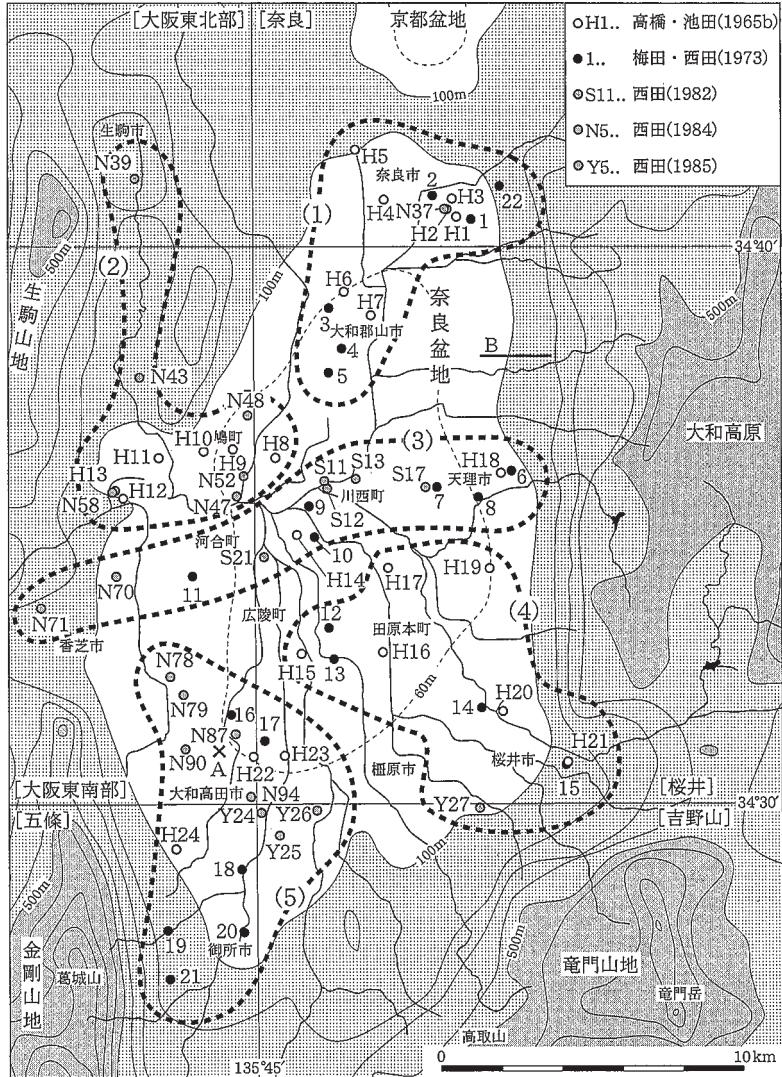 [大阪東北部]
[奈良]
京都盆地
H1.. 高橋・池田(1965b)
1.. 梅田・西田(1973)
S11.. 西田(1982)
N5.. 西田(1984)
Y5.. 西田(1985)
100m
生駒市
N39
H5
奈良市
2
H3
22
(1)
H4
N37
H2
H1
1
34°40′
500m
(2)
100m
生駒山地
500m
H6
奈良盆地
3
H7
大和郡山市
4
B
5
N43
N48
大和高原
H10
鳩町
H8
(3)
H11
H9
S11
S13
H18
6
H13
N52
S17
天理市
N58
H12
N47
川西町
7
8
9
S12
河合町
S21
10
N70
11
H14
H17
H19
N71
広陵町
12
(4)
香芝市
田原本町
N78
H15
13
H16
60m
N79
16
14
H20
N87
17
N90
A
H22
H23
H21
[大阪東南部]
大和高田市
橿原市
桜井市
15
[桜井]
N94
Y27
34°30′
[五條]
Y24
Y26
[吉野山]
H24
Y25
100m
18
500m
(5)
500m
19
20
御所市
金剛山地
葛城山
21
竜門山地
竜門岳
高取山
135°45′
0
10km